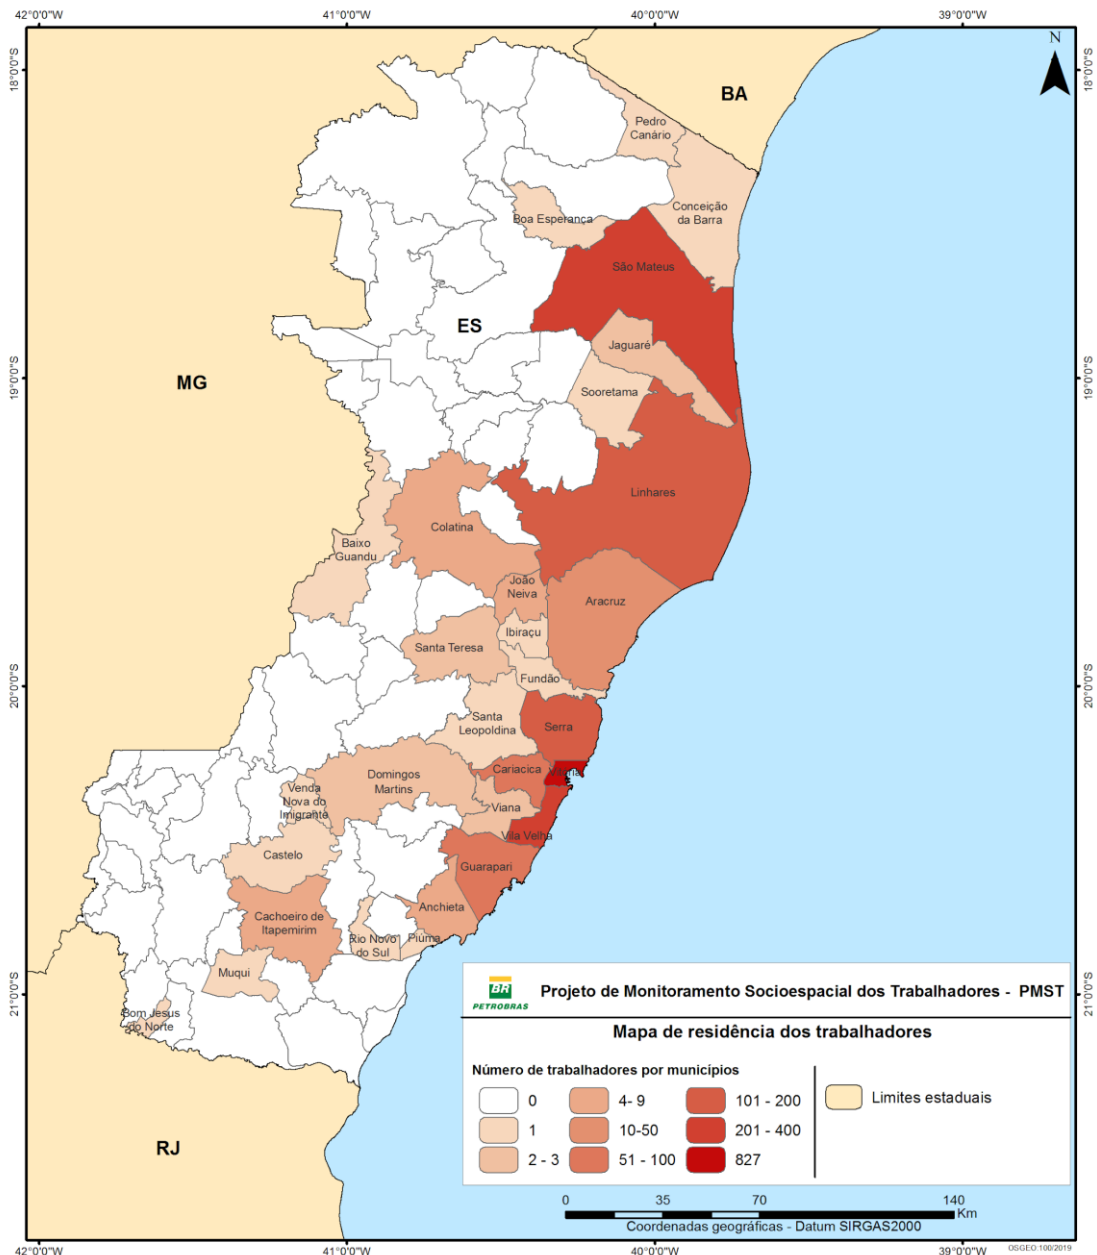 42°0'0"W
41°0'0"W
40°0'0"W
39°0'0"W
N
18°0'0"S
18°0'0"S
BA
Pedro
Canário
Conceição
da Barra
Boa Esperança
São Mateus
ES
Jaguaré
MG
19°0'0"S
19°0'0"S
Sooretama
Linhares
Colatina
Baixo
Guandu
João
Neiva
Aracruz
Ibiraçu
Santa Teresa
Fundão
20°0'0"S
20°0'0"S
Santa
Leopoldina
Serra
Cariacica
Vitória
Domingos
Martins
Venda
Nova do
Imigrante
Viana
Vila Velha
Castelo
Guarapari
Anchieta
Cachoeiro de
Itapemirim
Rio Novo
do Sul
Piúma
Muqui
21°0'0"S
21°0'0"S
Bom Jesus
do Norte
RJ
BR
PETROBRAS
Projeto de Monitoramento Socioespacial dos Trabalhadores - PMST
Mapa de residência dos trabalhadores
Número de trabalhadores por municípios
0
4- 9
101 - 200
1
10-50
201 - 400
2 - 3
51 - 100
827
Limites estaduais
0
35
70
140
Km
Coordenadas geográficas - Datum SIRGAS2000
OSGEO:100/2019
42°0'0"W
41°0'0"W
40°0'0"W
39°0'0"W